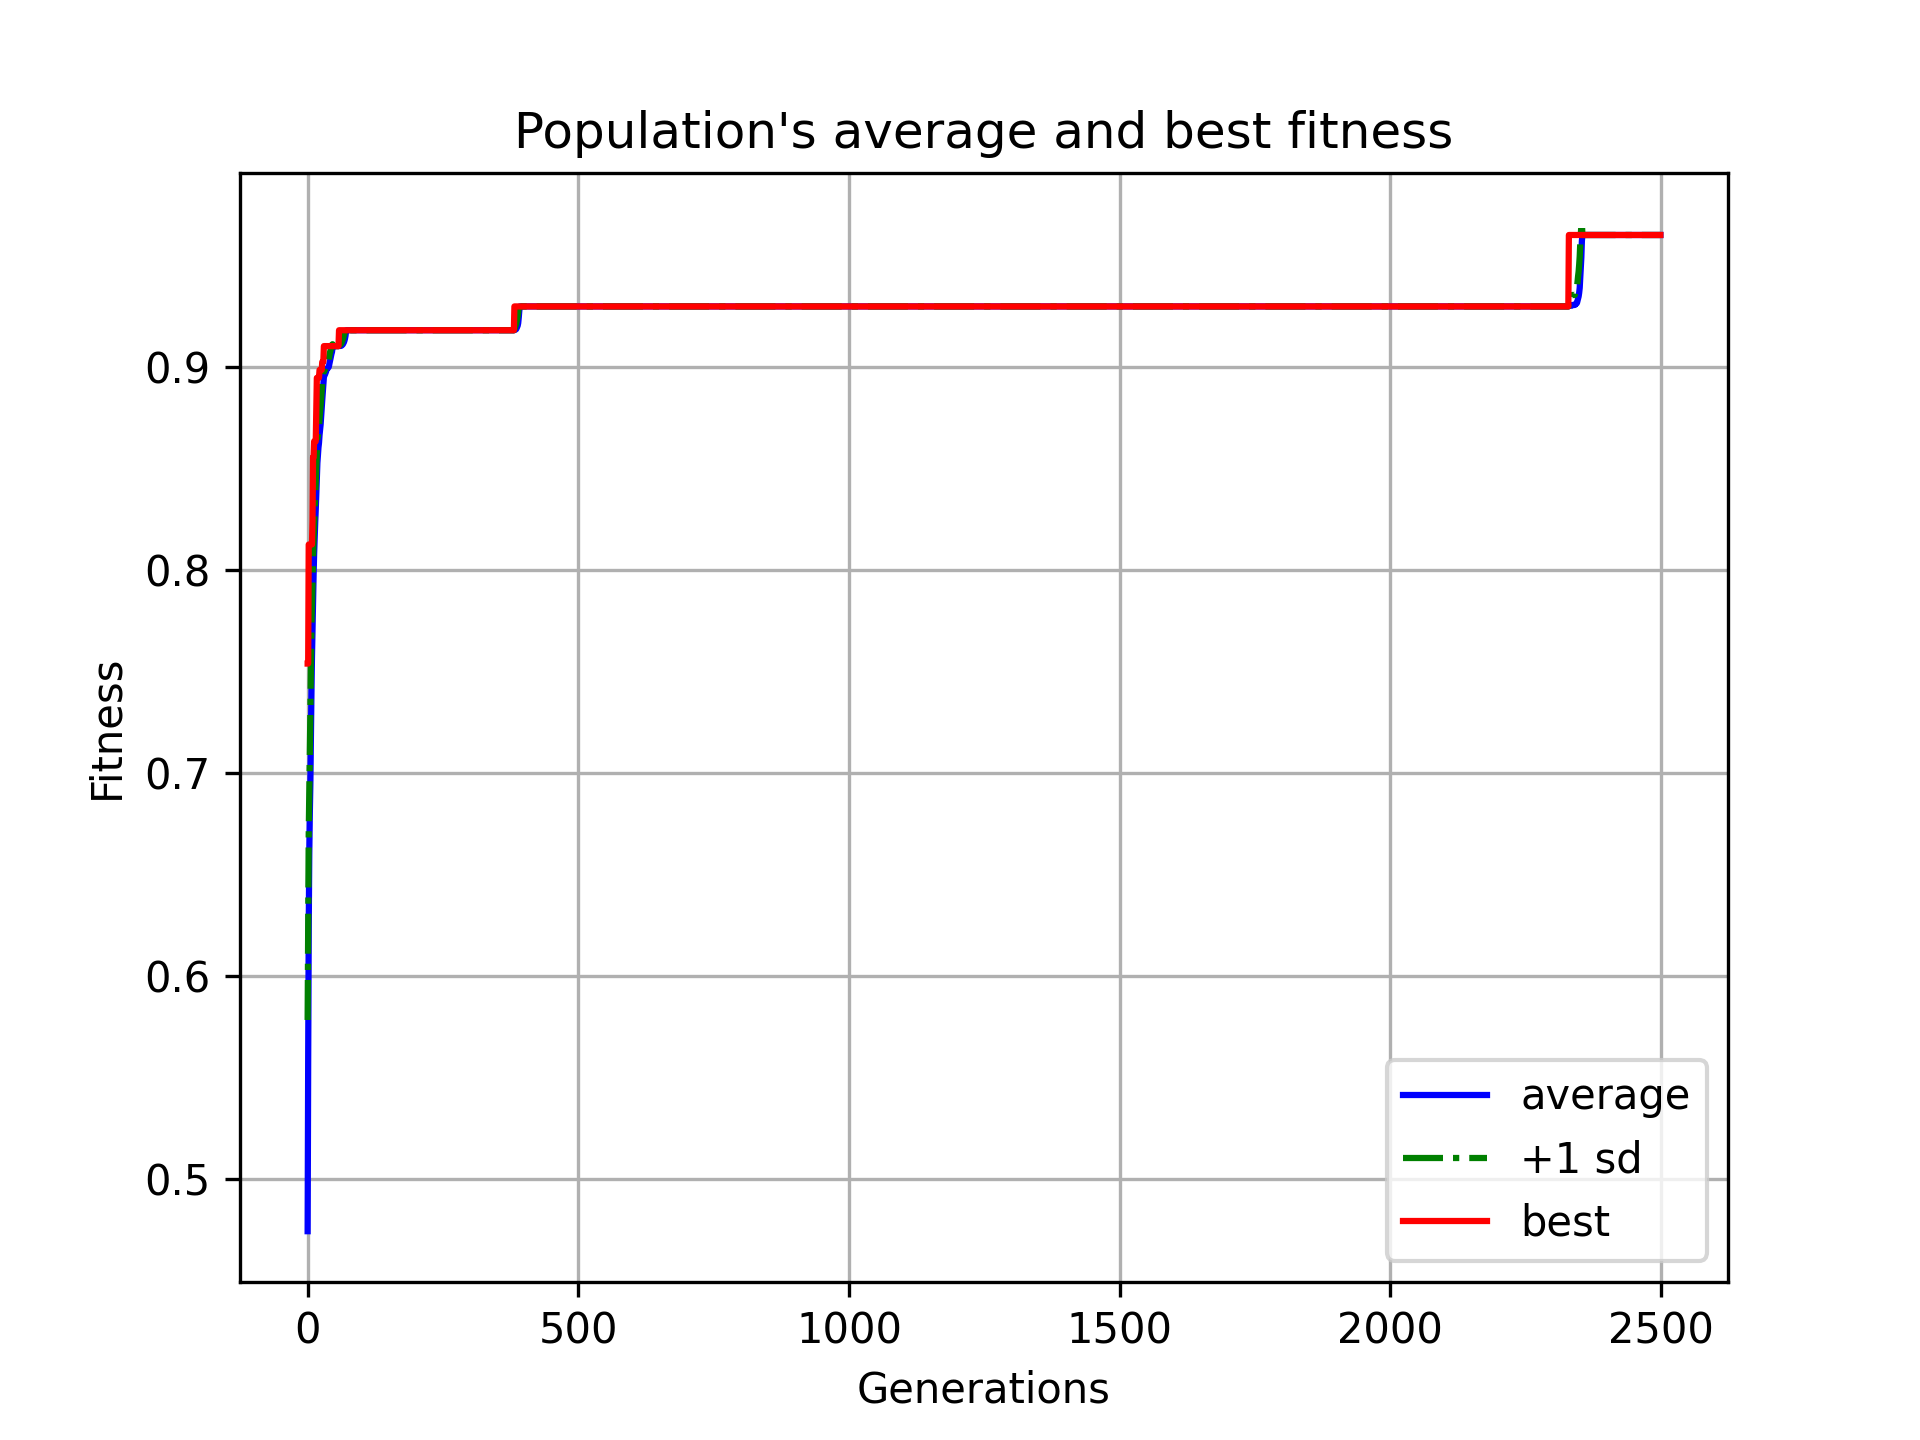 Population's average and best fitness
Fitness
0.9
0.8
0.7
0.6
0.5
0
500
1000
1500
2000
2500
Generations
average
+1 sd
best